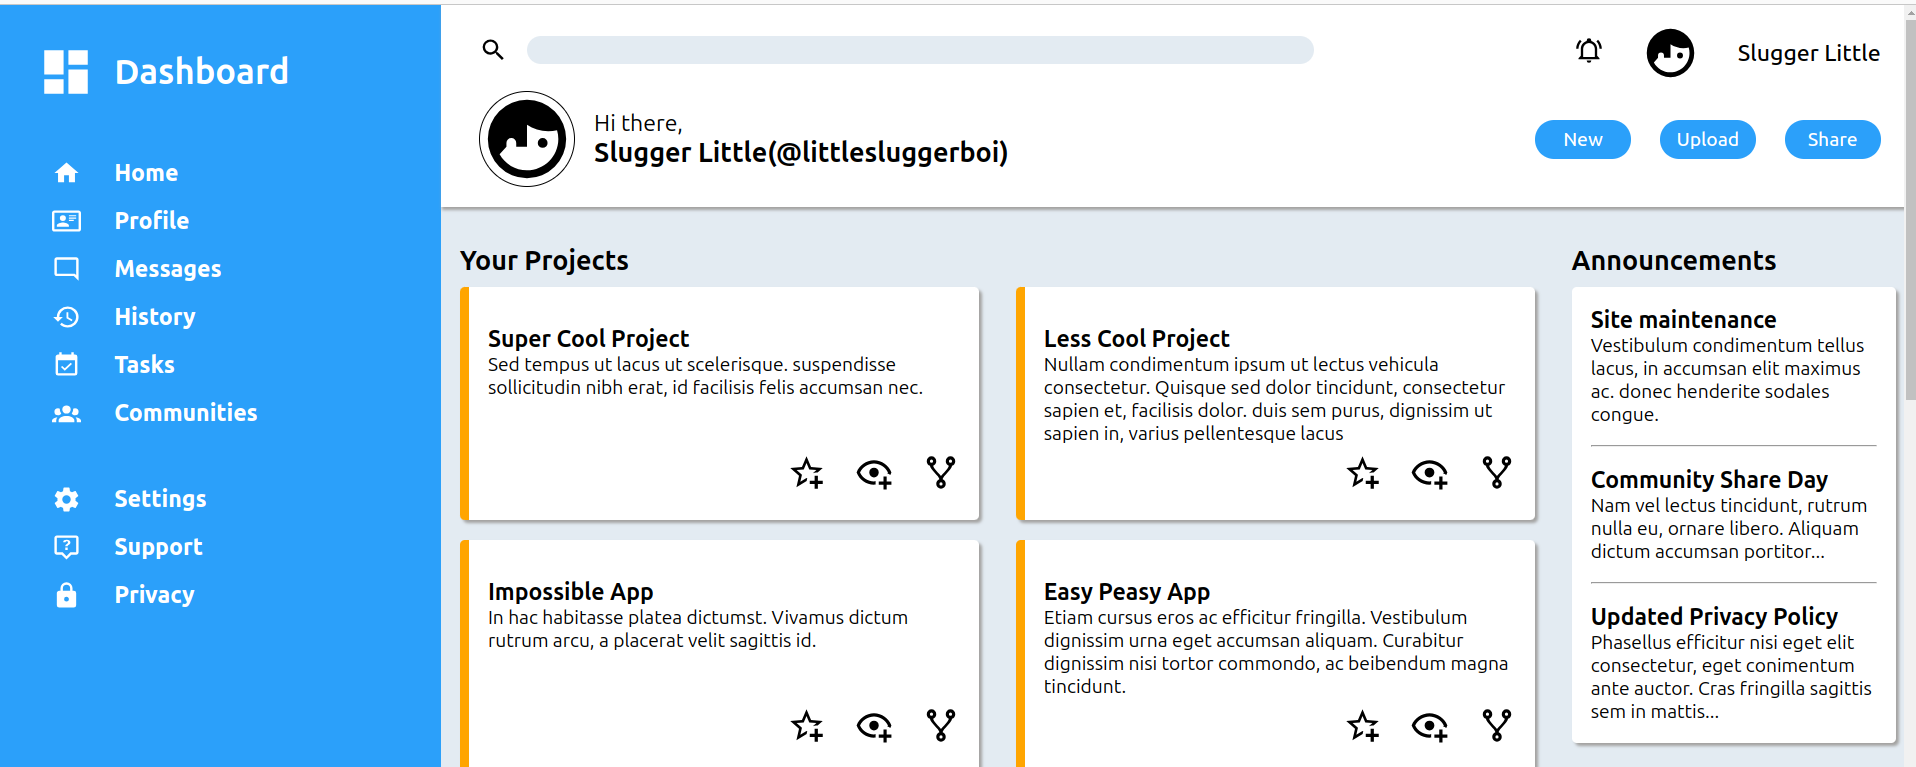 Dashboard
Home
Profile
Messages
History
Tasks
Communities
Settings
Support
Privacy
Slugger Little
Hi there,
Slugger Little(@littlesluggerboi)
New
Upload
Share
Your Projects
Super Cool Project
Sed tempus ut lacus ut scelerisque. suspendisse
sollicitudin nibh erat, id facilisis felis accumsan nec.
Less Cool Project
Nullam condimentum ipsum ut lectus vehicula
consectetur. Quisque sed dolor tincidunt, consectetur
sapien et, facilisis dolor. duis sem purus, dignissim ut
sapien in, varius pellentesque lacus
Impossible App
In hac habitasse platea dictumst. Vivamus dictum
rutrum arcu, a placerat velit sagittis id.
Easy Peasy App
Etiam cursus eros ac efficitur fringilla. Vestibulum
dignissim urna eget accumsan aliquam. Curabitur
dignissim nisi tortor commondo, ac beibendum magna
tincidunt.
Announcements
Site maintenance
Vestibulum condimentum tellus
lacus, in accumsan elit maximus
ac. donec henderite sodales
congue.
Community Share Day
Nam vel lectus tincidunt, rutrum
nulla eu, ornare libero. Aliquam
dictum accumsan portitor...
Updated Privacy Policy
Phasellus efficitur nisi eget elit
consectetur, eget conimentum
ante auctor. Cras fringilla sagittis
sem in mattis...